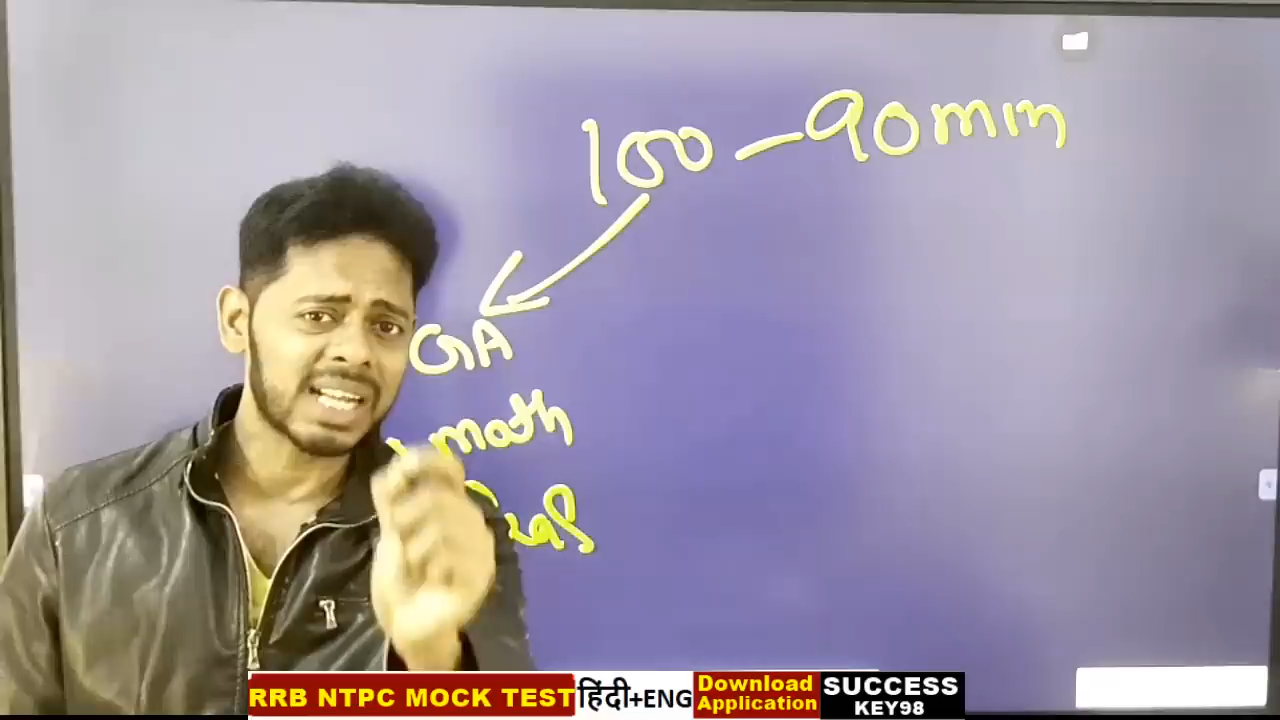 100 - 90 min
GA
math
RRB NTPC MOCK TEST हिंदी+ENG Download Application SUCCESS KEY98